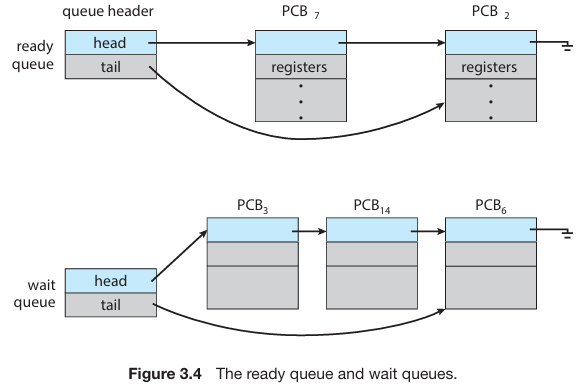 queue header PCB 7 PCB 2
ready queue
head
tail
registers registers
PCB3 PCB14 PCB6
wait queue
head
tail
Figure 3.4 The ready queue and wait queues.